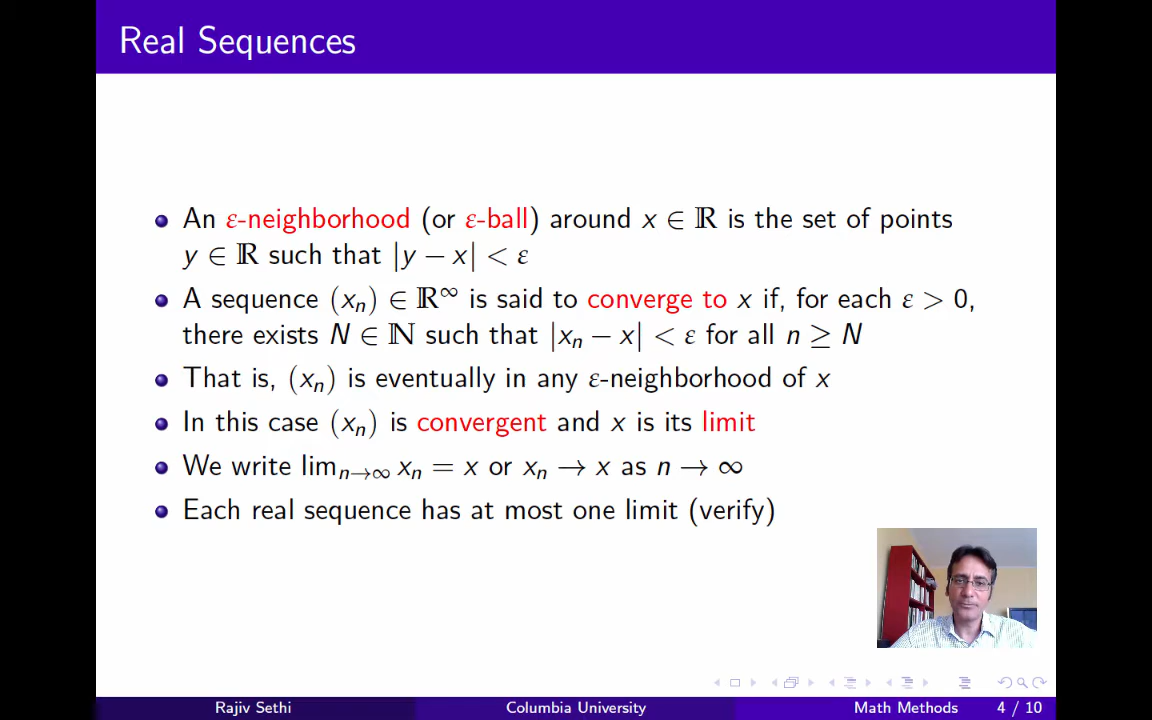 Real Sequences
An ε-neighborhood (or ε-ball) around x ∈ ℝ is the set of points
y ∈ ℝ such that |y − x| < ε
A sequence (xₙ) ∈ ℝ^∞ is said to converge to x if, for each ε > 0,
there exists N ∈ ℕ such that |xₙ − x| < ε for all n ≥ N
That is, (xₙ) is eventually in any ε-neighborhood of x
In this case (xₙ) is convergent and x is its limit
We write limₙ→∞ xₙ = x or xₙ → x as n → ∞
Each real sequence has at most one limit (verify)
Rajiv Sethi Columbia University Math Methods 4 / 10